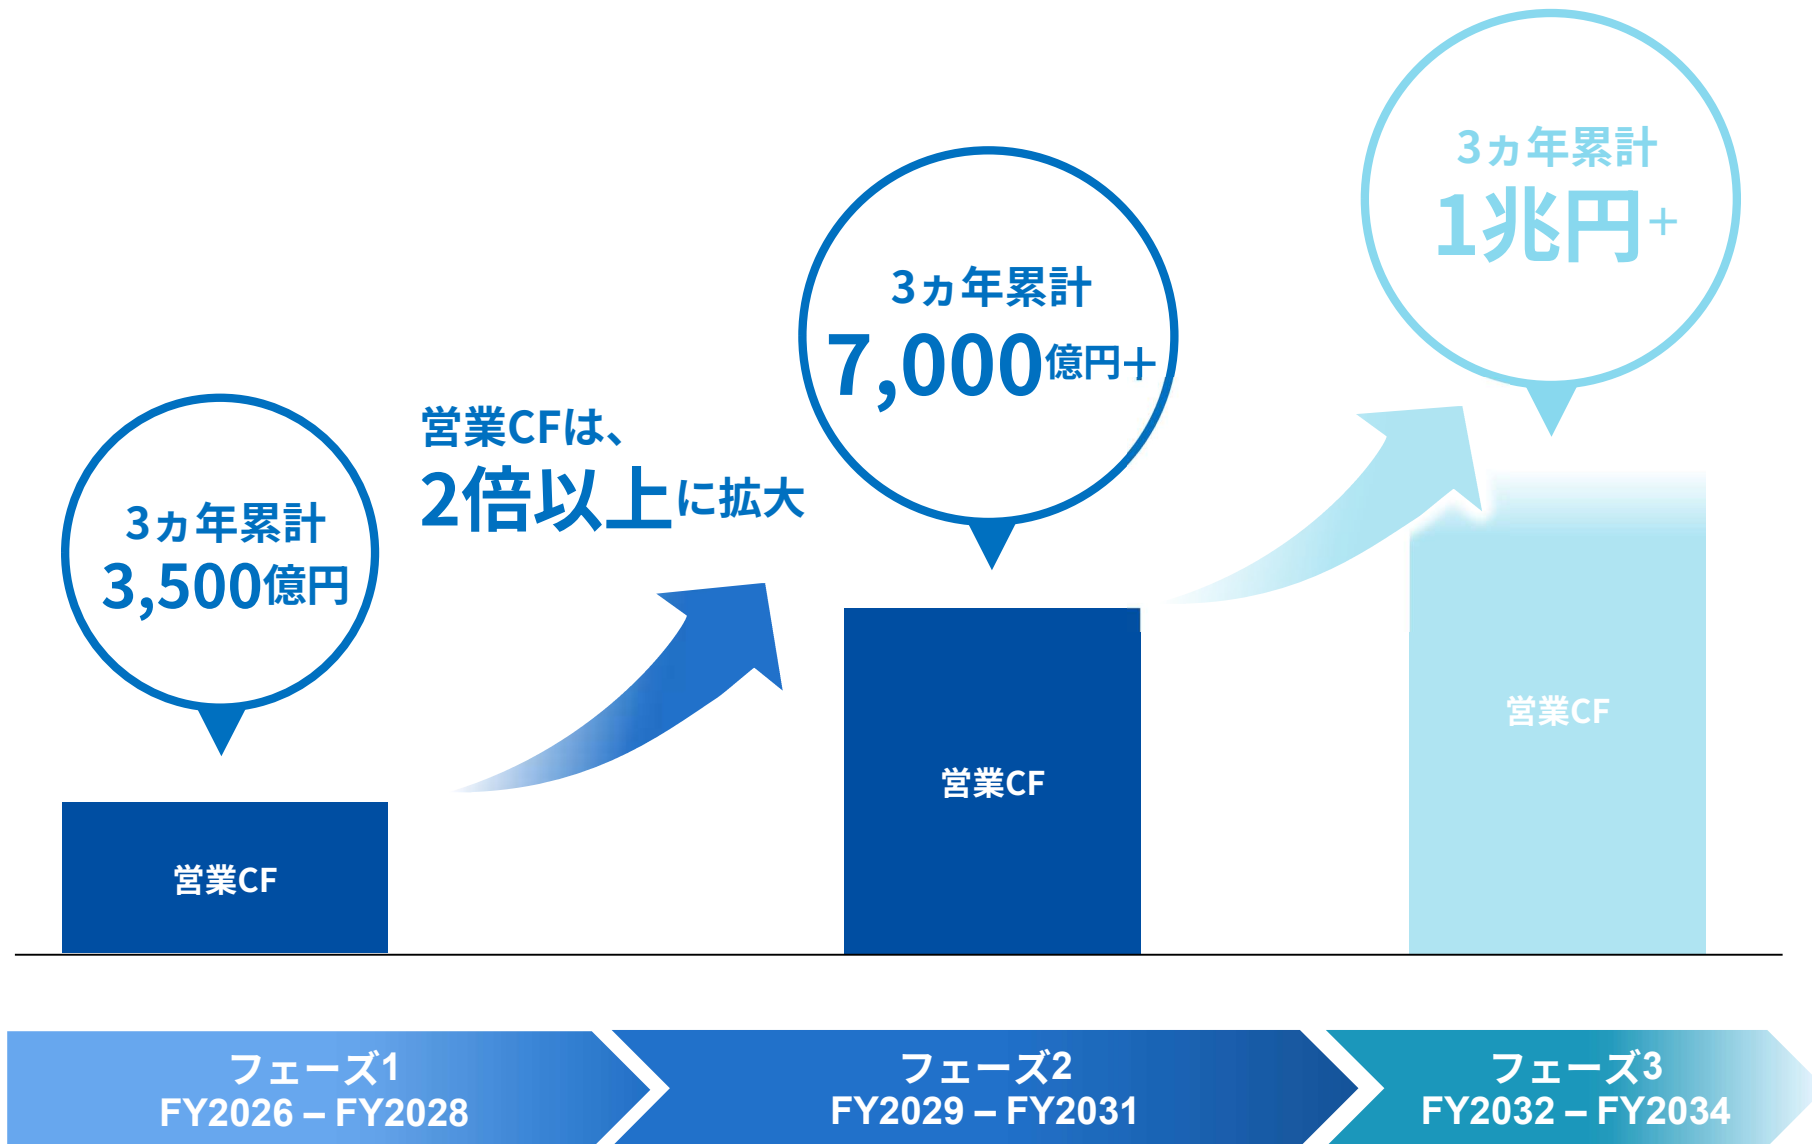 3ヵ年累計
3,500億円
営業CF
営業CFは、
2倍以上に拡大
3ヵ年累計
7,000億円＋
営業CF
3ヵ年累計
1兆円＋
営業CF
フェーズ1
FY2026 – FY2028
フェーズ2
FY2029 – FY2031
フェーズ3
FY2032 – FY2034